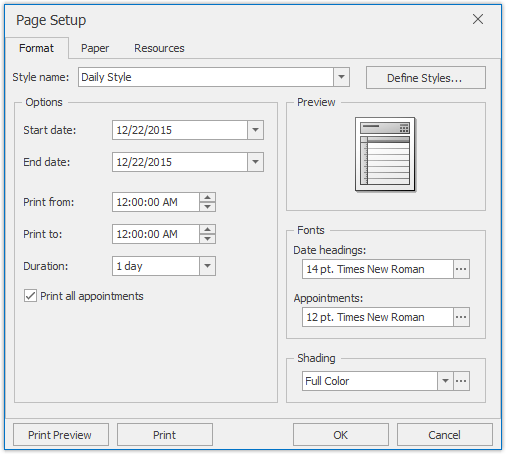 Page Setup
Format Paper Resources
Style name: Daily Style Define Styles...
Options
Start date: 12/22/2015
End date: 12/22/2015
Print from: 12:00:00 AM
Print to: 12:00:00 AM
Duration: 1 day
Print all appointments
Preview
Fonts
Date headings:
14 pt. Times New Roman ...
Appointments:
12 pt. Times New Roman ...
Shading
Full Color ...
Print Preview Print OK Cancel